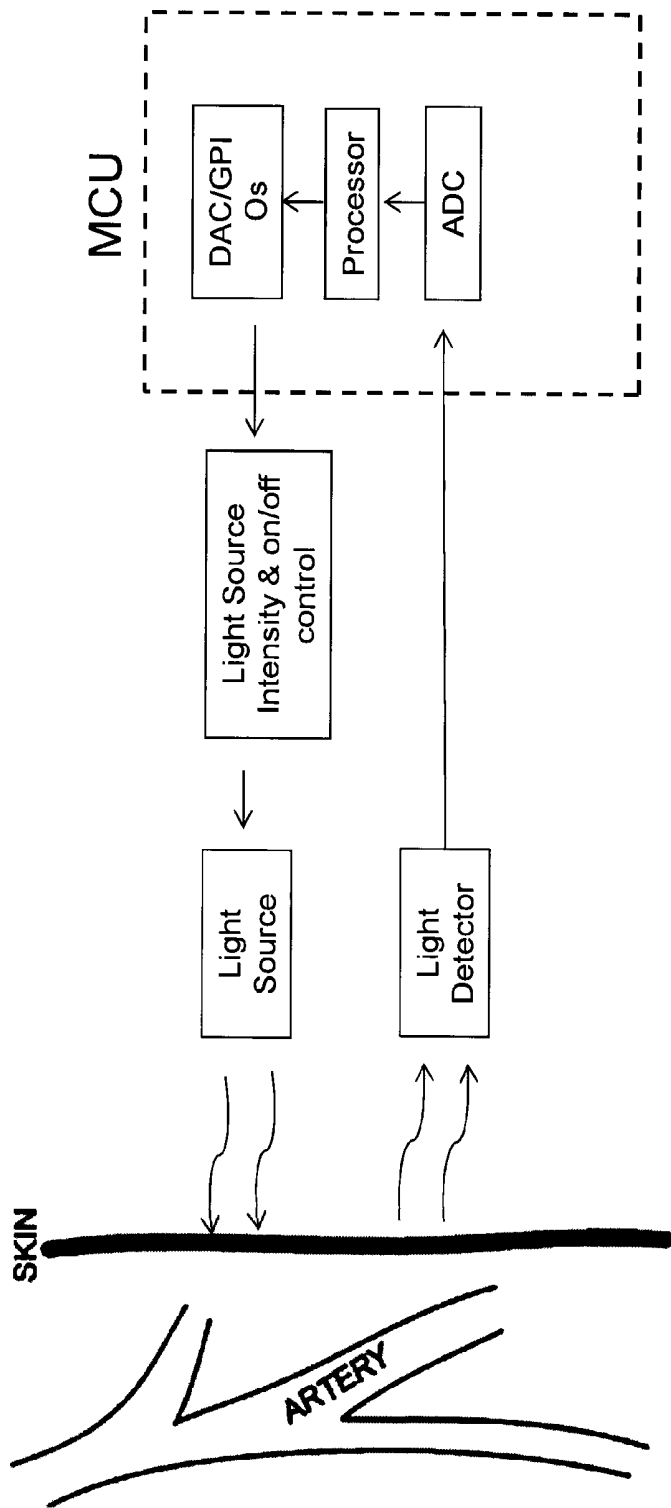 SKIN
ARTERY
Light
Source
Light
Detector
Light Source
Intensity & on/off
control
MCU
DAC/GPI
Os
Processor
ADC